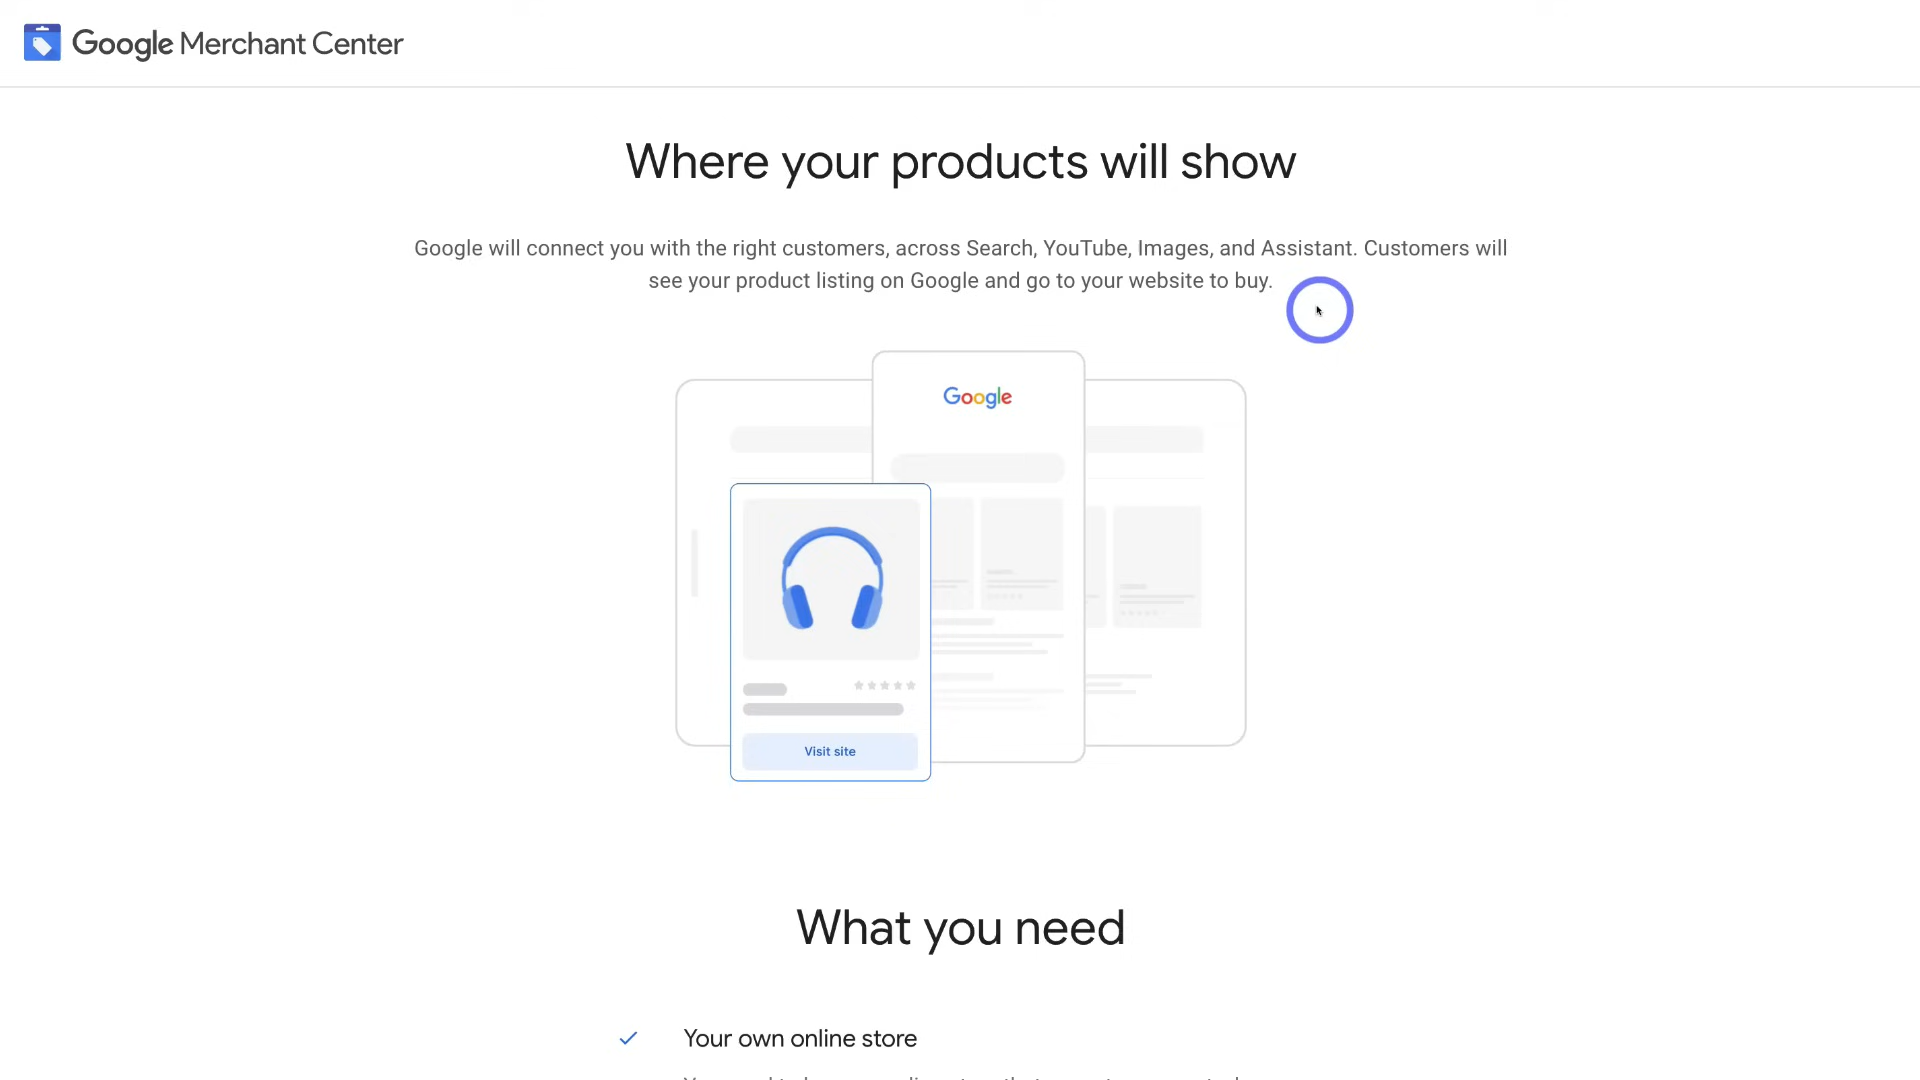 Google Merchant Center
Where your products will show
Google will connect you with the right customers, across Search, YouTube, Images, and Assistant. Customers will
see your product listing on Google and go to your website to buy.
Google
Visit site
What you need
Your own online store